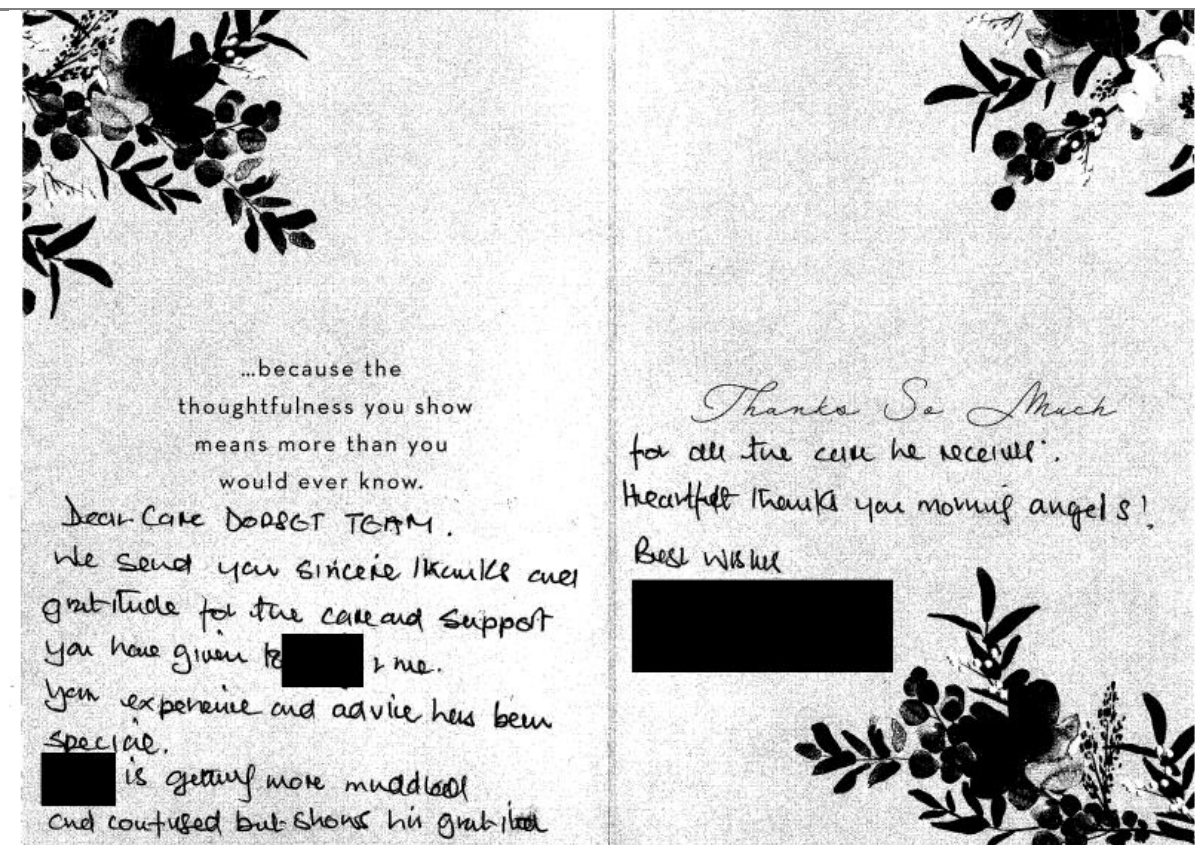 ...because the
thoughtfulness you show
means more than you
would ever know.
Dear Care DORSET TEAM.
We send you sincere thanks and
gratitude for the care and support
you have given to & me.
Your experience and advice has been
special.
is getting more muddled
and confused but shows his gratitude
Thanks So Much
for all the care he receives.
Heartfelt thanks you morning angels!
Best Wishes